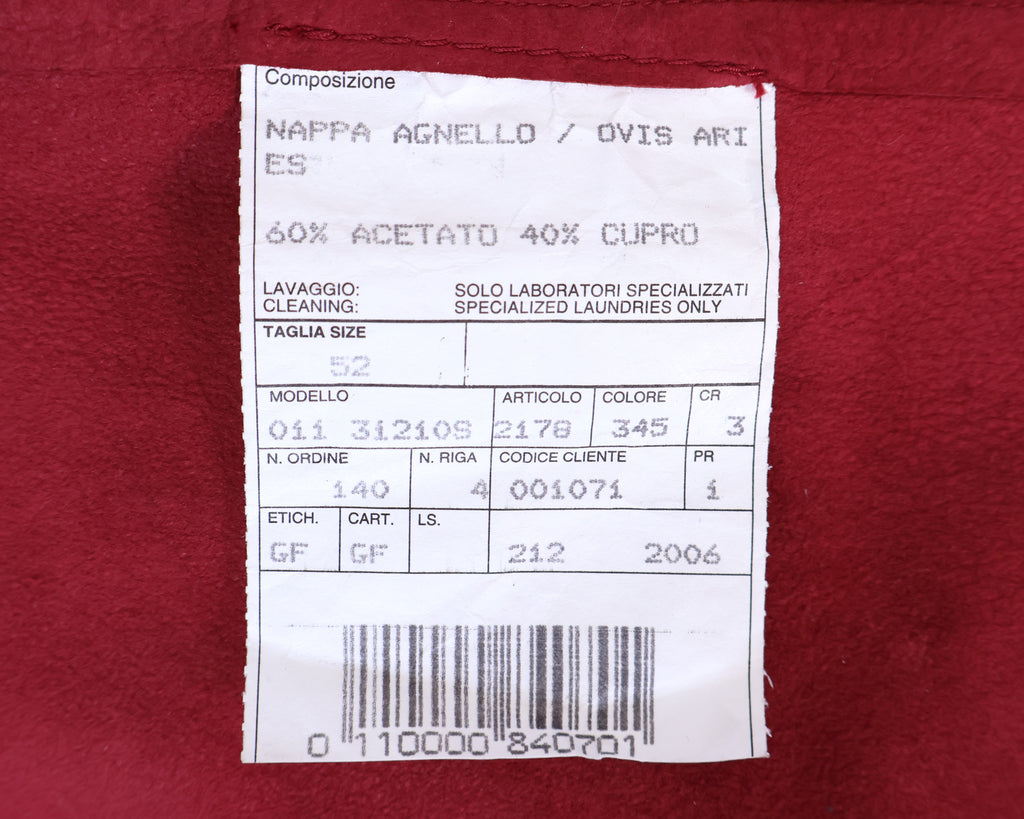 Composizione
NAPPA AGNELLO / OVIS ARI
ES
60% ACETATO 40% CUPRO
LAVAGGIO: SOLO LABORATORI SPECIALIZZATI
CLEANING: SPECIALIZED LAUNDRIES ONLY
TAGLIA SIZE
52
MODELLO ARTICOLO COLORE CR
011 31210S 2178 345 3
N. ORDINE N. RIGA CODICE CLIENTE PR
140 4 001071 1
ETICH. CART. LS.
GF GF 212 2006
0 110000 840701